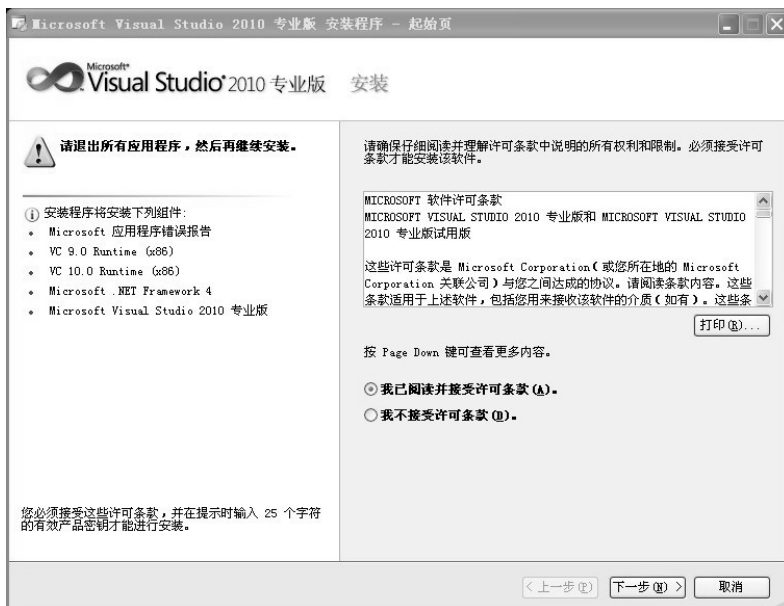 Microsoft Visual Studio 2010 专业版 安装程序 - 起始页
Microsoft®
Visual Studio® 2010 专业版 安装
请退出所有应用程序，然后再继续安装。
安装程序将安装下列组件:
Microsoft 应用程序错误报告
VC 9.0 Runtime (x86)
VC 10.0 Runtime (x86)
Microsoft .NET Framework 4
Microsoft Visual Studio 2010 专业版
您必须接受这些许可条款，并在提示时输入 25 个字符
的有效产品密钥才能进行安装。
请确保仔细阅读并理解许可条款中说明的所有权利和限制。必须接受许可
条款才能安装该软件。
MICROSOFT 软件许可条款
MICROSOFT VISUAL STUDIO 2010 专业版和 MICROSOFT VISUAL STUDIO
2010 专业版试用版
这些许可条款是 Microsoft Corporation（或您所在地的 Microsoft
Corporation 关联公司）与您之间达成的协议。请阅读条款内容。这些
条款适用于上述软件，包括您用来接收该软件的介质（如有）。这些条
打印(R)...
按 Page Down 键可查看更多内容。
我已阅读并接受许可条款(A)。
我不接受许可条款(D)。
< 上一步(P)
下一步(N) >
取消